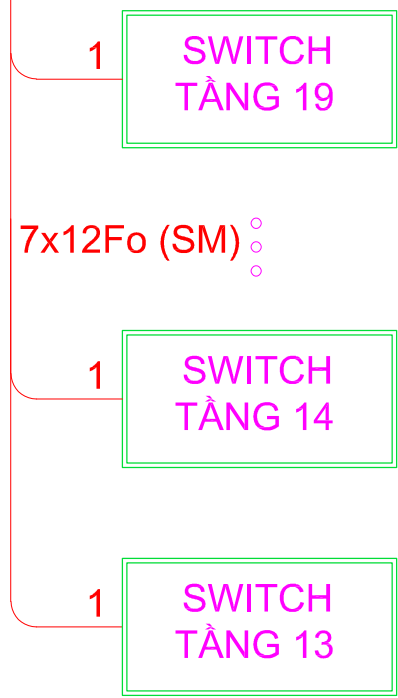 1
SWITCH
TẦNG 19
7x12Fo (SM)
1
SWITCH
TẦNG 14
1
SWITCH
TẦNG 13